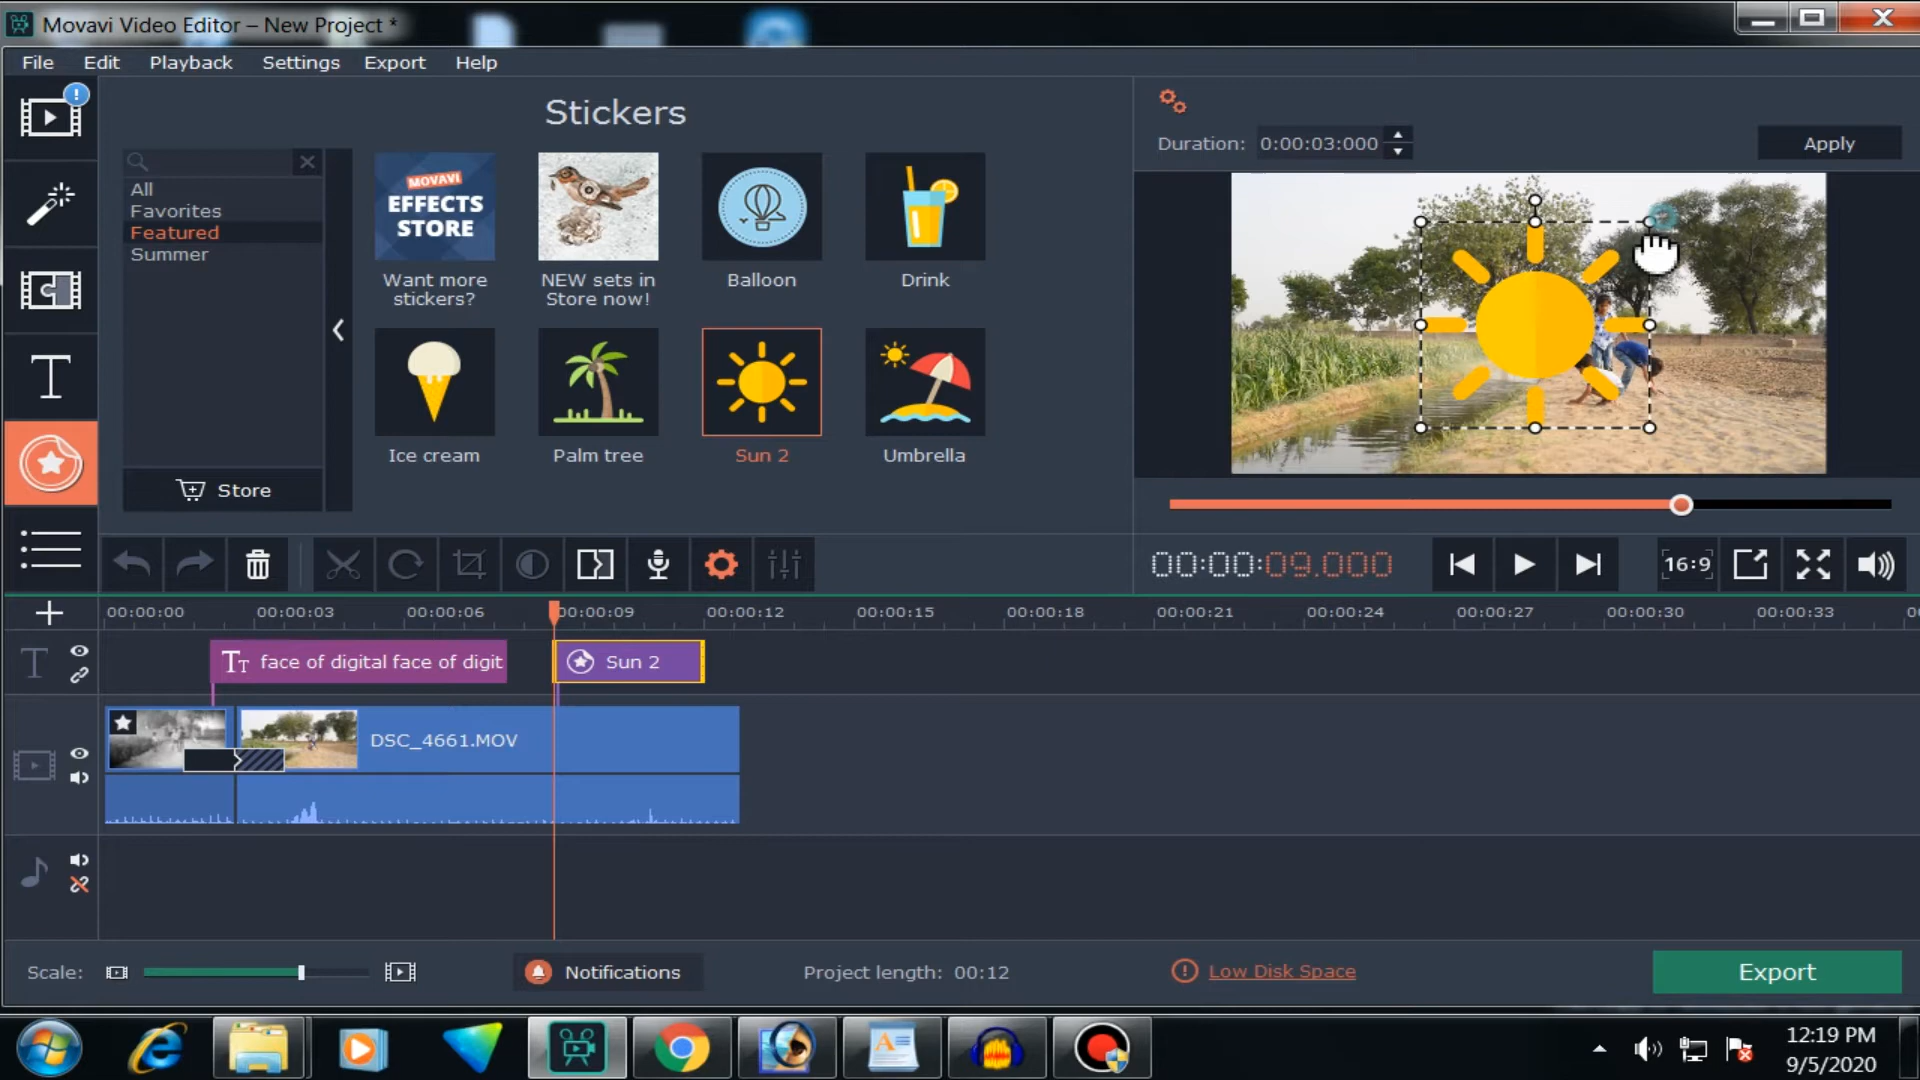 Movavi Video Editor – New Project *
File Edit Playback Settings Export Help
Stickers
All
Favorites
Featured
Summer
Store
MOVAVI
EFFECTS
STORE
Want more
stickers?
NEW sets in
Store now!
Balloon
Drink
Ice cream
Palm tree
Sun 2
Umbrella
Duration: 0:00:03:000
Apply
00:00:09.000
16:9
00:00:00 00:00:03 00:00:06 00:00:09 00:00:12 00:00:15 00:00:18 00:00:21 00:00:24 00:00:27 00:00:30 00:00:33
face of digital face of digit
Sun 2
DSC_4661.MOV
Scale:
Notifications
Project length: 00:12
Low Disk Space
Export
12:19 PM
9/5/2020